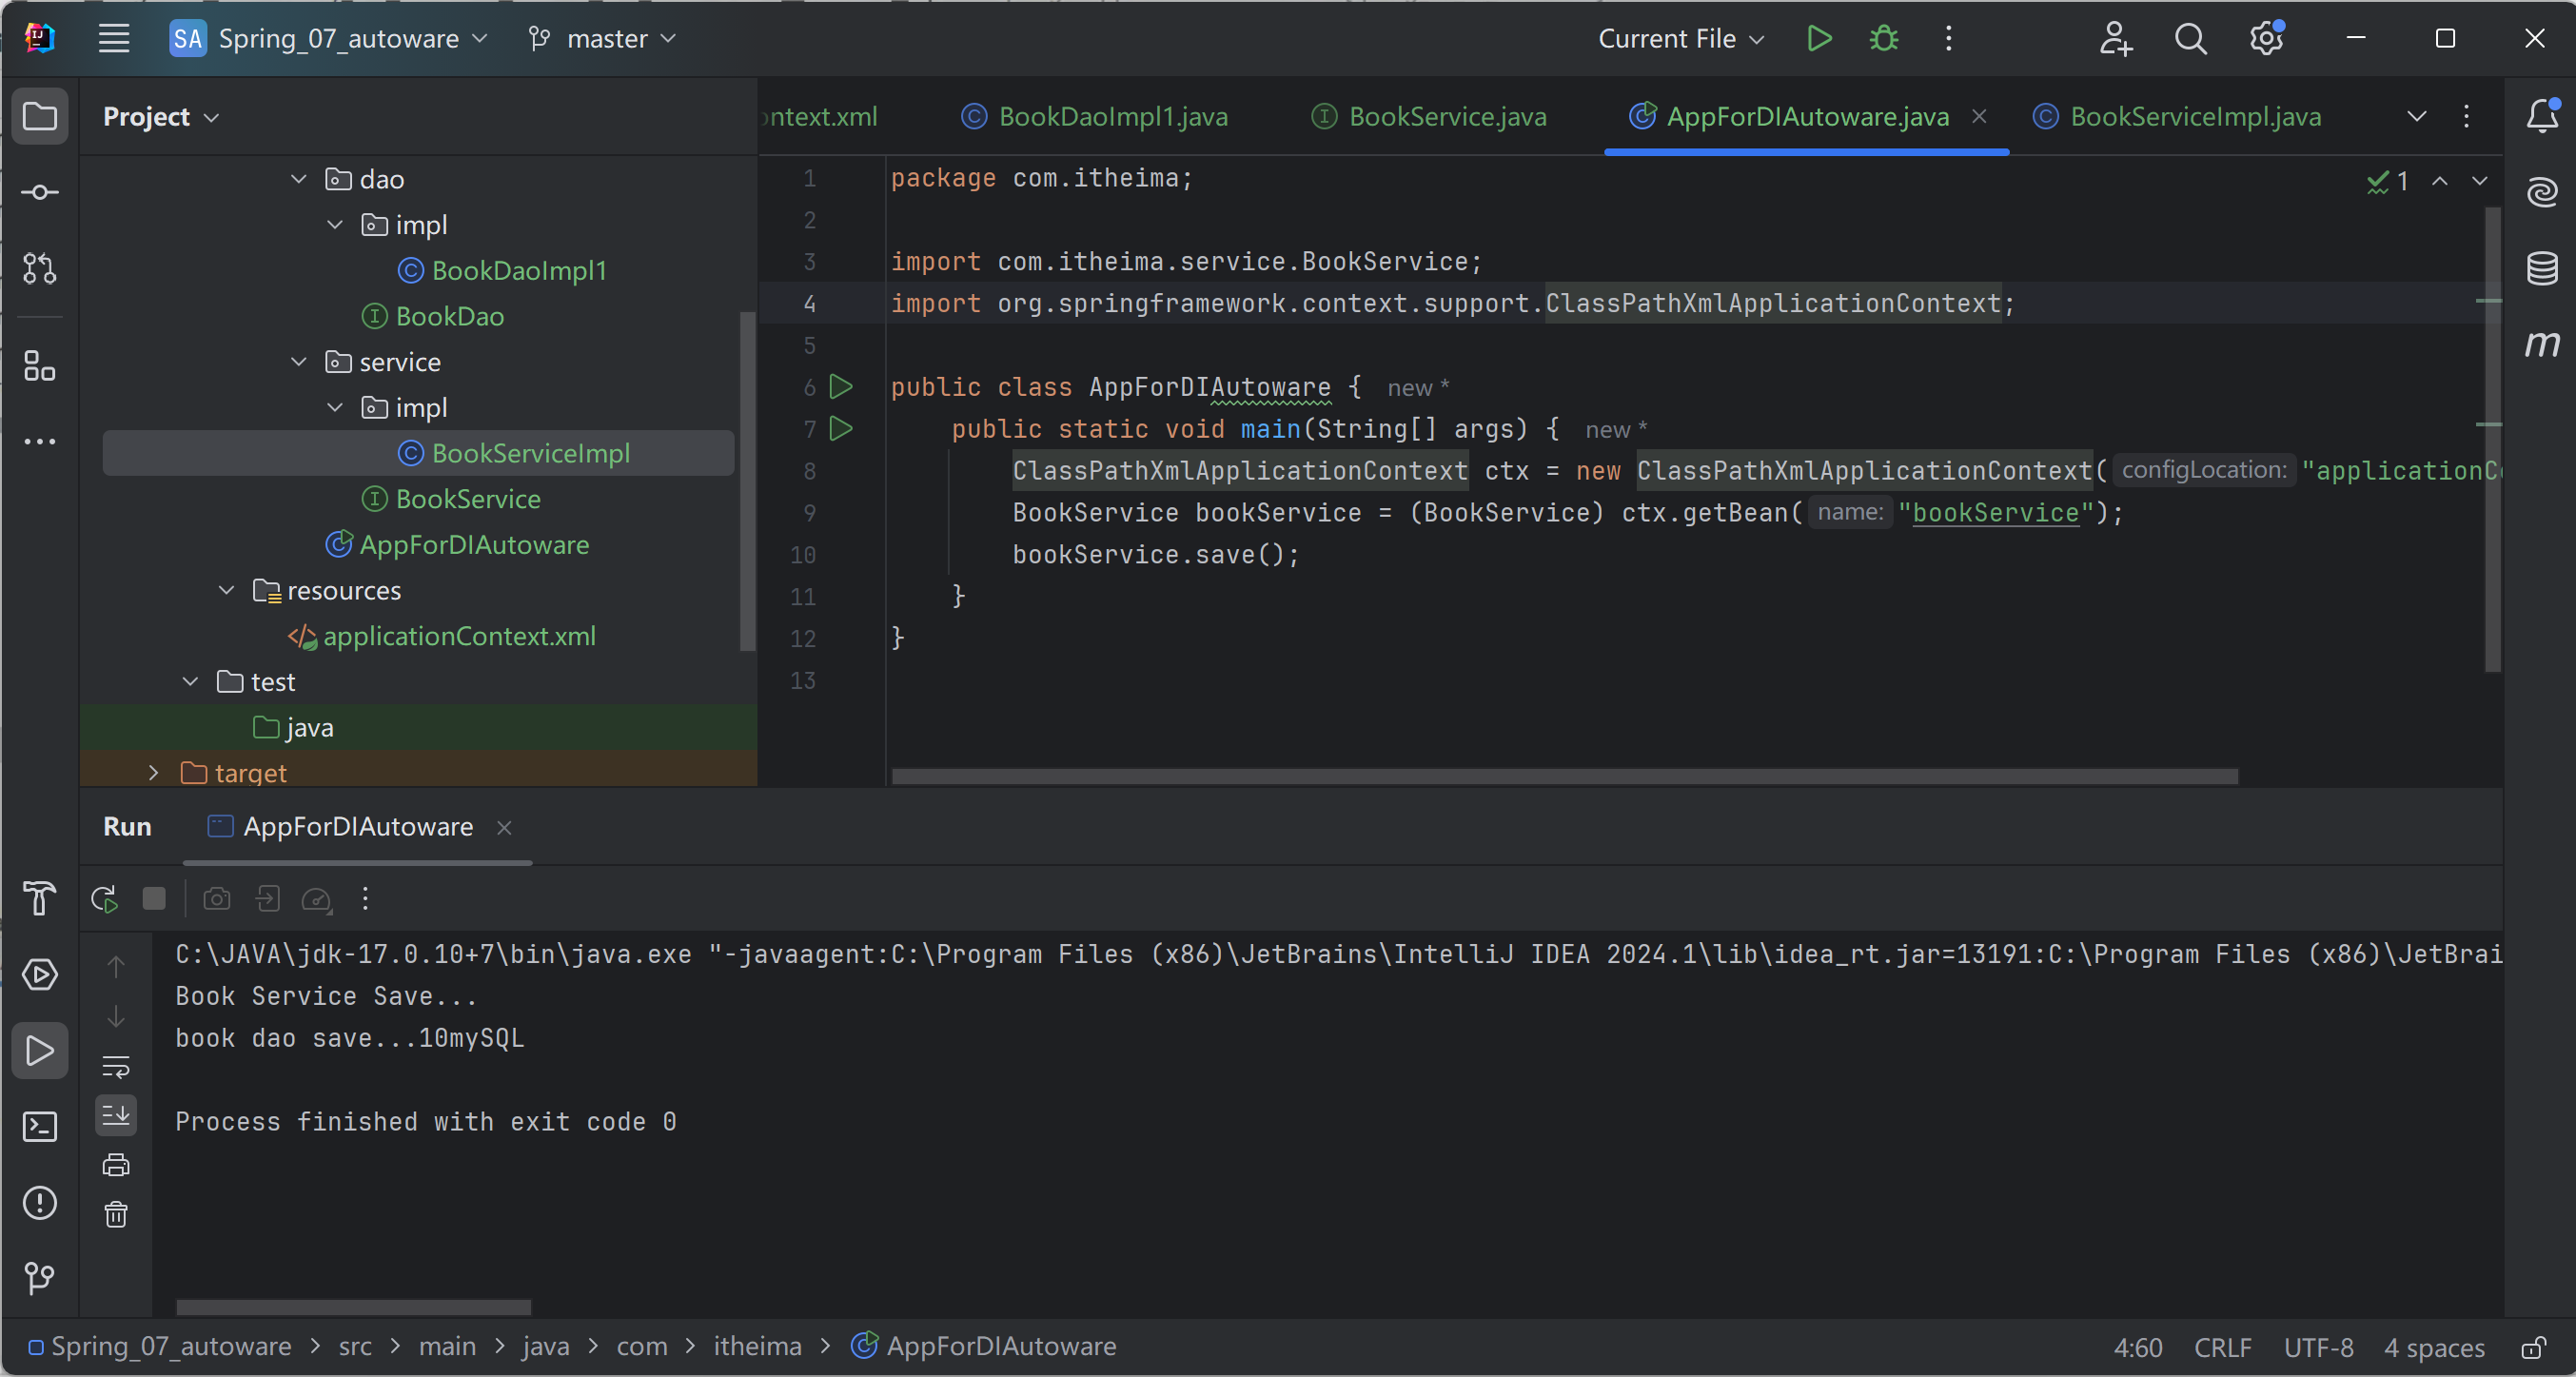 SA Spring_07_autoware master Current File
Project
ontext.xml BookDaoImpl1.java BookService.java AppForDIAutoware.java BookServiceImpl.java
dao
impl
BookDaoImpl1
BookDao
service
impl
BookServiceImpl
BookService
AppForDIAutoware
resources
applicationContext.xml
test
java
target
1
1 package com.itheima;
2
3 import com.itheima.service.BookService;
4 import org.springframework.context.support.ClassPathXmlApplicationContext;
5
6 public class AppForDIAutoware { new *
7 public static void main(String[] args) { new *
8 ClassPathXmlApplicationContext ctx = new ClassPathXmlApplicationContext( configLocation: "applicationC
9 BookService bookService = (BookService) ctx.getBean( name: "bookService");
10 bookService.save();
11 }
12 }
13
m
Run AppForDIAutoware
C:\JAVA\jdk-17.0.10+7\bin\java.exe "-javaagent:C:\Program Files (x86)\JetBrains\IntelliJ IDEA 2024.1\lib\idea_rt.jar=13191:C:\Program Files (x86)\JetBrai
Book Service Save...
book dao save...10mySQL
Process finished with exit code 0
Spring_07_autoware > src > main > java > com > itheima > AppForDIAutoware 4:60 CRLF UTF-8 4 spaces